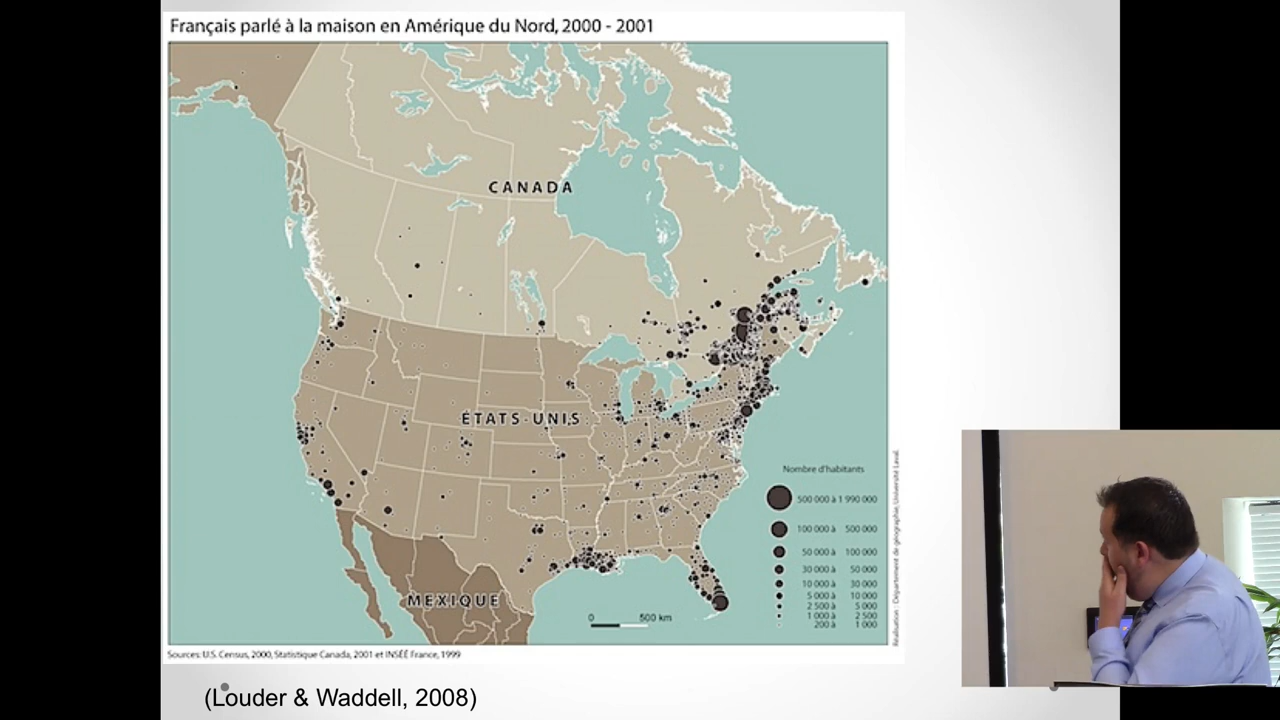 Français parlé à la maison en Amérique du Nord, 2000 - 2001
CANADA
ÉTATS-UNIS
MEXIQUE
Nombre d'habitants
500 000 à 1 990 000
100 000 à 500 000
50 000 à 100 000
30 000 à 50 000
10 000 à 30 000
5 000 à 10 000
2 500 à 5 000
1 000 à 2 500
200 à 1 000
0 500 km
Réalisation : Département de géographie, Université Laval.
Sources: U.S. Census, 2000, Statistique Canada, 2001 et INSÉÉ France, 1999
(Louder & Waddell, 2008)